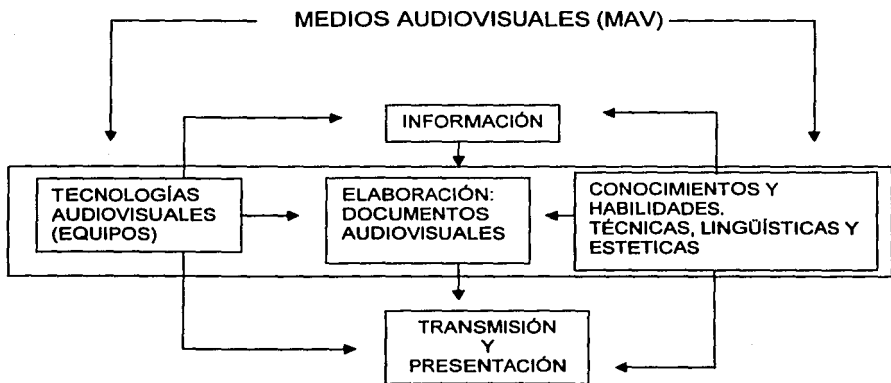 MEDIOS AUDIOVISUALES (MAV)
INFORMACIÓN
TECNOLOGÍAS
AUDIOVISUALES
(EQUIPOS)
ELABORACIÓN:
DOCUMENTOS
AUDIOVISUALES
CONOCIMIENTOS Y
HABILIDADES.
TÉCNICAS, LINGÜÍSTICAS Y
ESTETICAS
TRANSMISIÓN
Y
PRESENTACIÓN